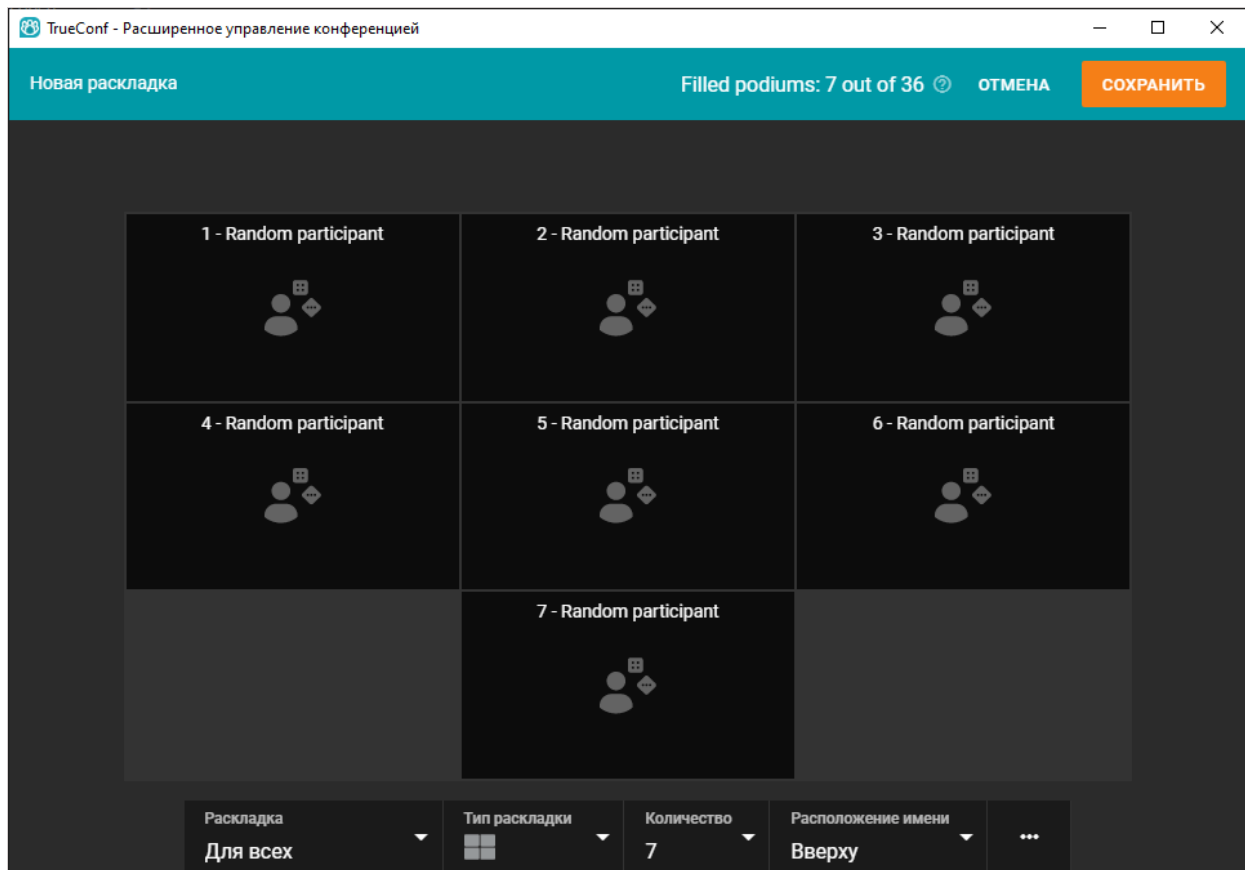 TrueConf - Расширенное управление конференцией
Новая раскладка
Filled podiums: 7 out of 36
ОТМЕНА
СОХРАНИТЬ
1 - Random participant
2 - Random participant
3 - Random participant
4 - Random participant
5 - Random participant
6 - Random participant
7 - Random participant
Раскладка
Для всех
Тип раскладки
Количество
7
Расположение имени
Вверху